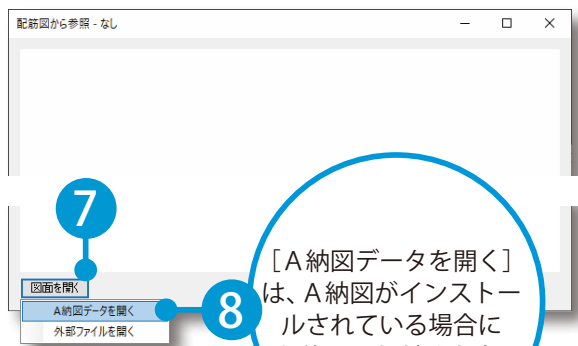 配筋図から参照 - なし
7
図面を開く
A納図データを開く
外部ファイルを開く
8
[A納図データを開く]
は、A納図がインストー
ルされている場合に